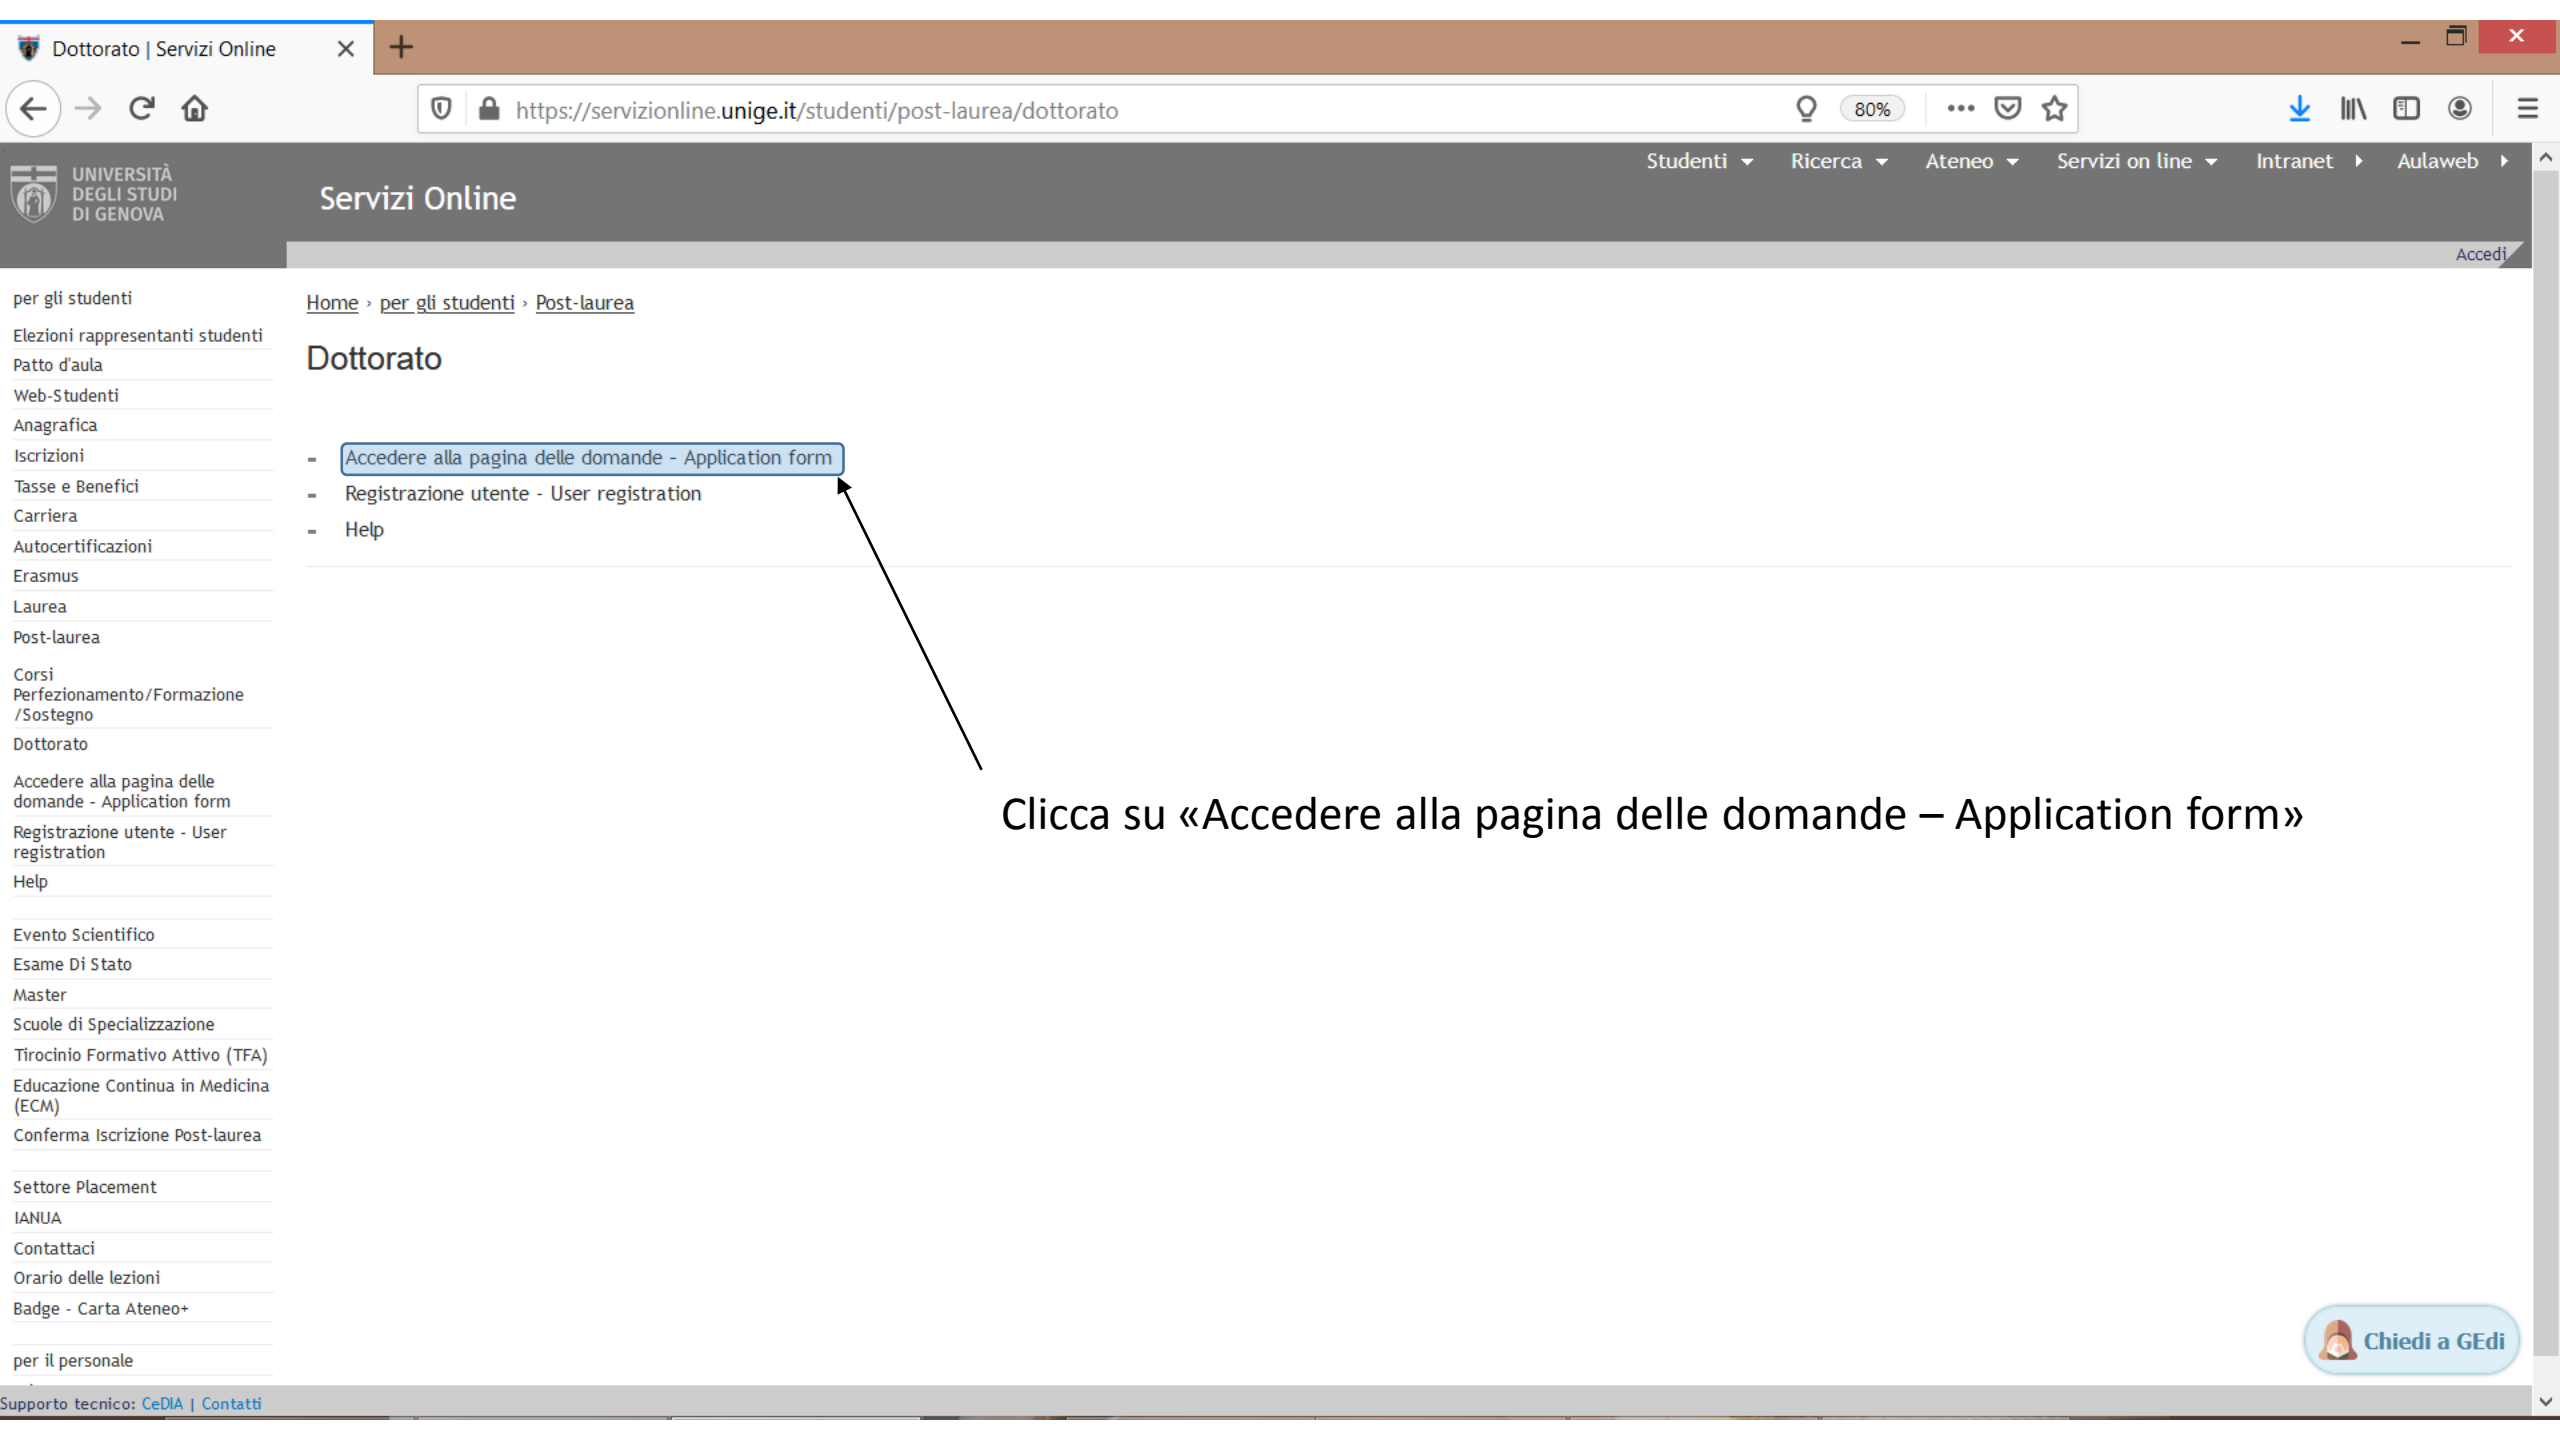 Dottorato | Servizi Online
https://servizionline.unige.it/studenti/post-laurea/dottorato
80%
UNIVERSITÀ
DEGLI STUDI
DI GENOVA
Servizi Online
Studenti
Ricerca
Ateneo
Servizi on line
Intranet
Aulaweb
Accedi
per gli studenti
Elezioni rappresentanti studenti
Patto d'aula
Web-Studenti
Anagrafica
Iscrizioni
Tasse e Benefici
Carriera
Autocertificazioni
Erasmus
Laurea
Post-laurea
Corsi
Perfezionamento/Formazione
/Sostegno
Dottorato
Accedere alla pagina delle
domande - Application form
Registrazione utente - User
registration
Help
Evento Scientifico
Esame Di Stato
Master
Scuole di Specializzazione
Tirocinio Formativo Attivo (TFA)
Educazione Continua in Medicina
(ECM)
Conferma Iscrizione Post-laurea
Settore Placement
IANUA
Contattaci
Orario delle lezioni
Badge - Carta Ateneo+
per il personale
Home › per gli studenti › Post-laurea
Dottorato
- Accedere alla pagina delle domande - Application form
- Registrazione utente - User registration
- Help
Clicca su «Accedere alla pagina delle domande – Application form»
Chiedi a GEdi
Supporto tecnico: CeDIA | Contatti